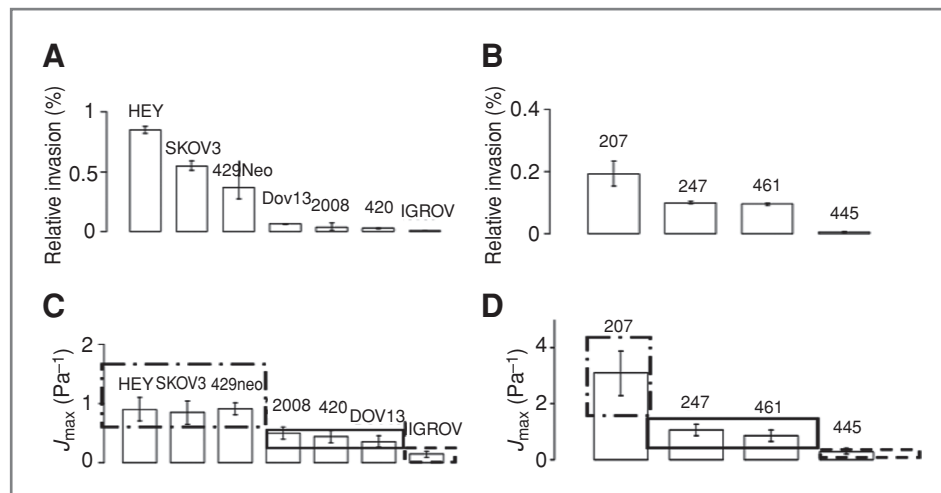 A
Relative invasion (%)
1
0.5
0
HEY
SKOV3
429Neo
Dov13
2008
420
IGROV
B
Relative invasion (%)
0.4
0.2
0
207
247
461
445
C
Jmax (Pa⁻¹)
2
1
0
HEY
SKOV3
429neo
2008
420
DOV13
IGROV
D
Jmax (Pa⁻¹)
4
2
0
207
247
461
445